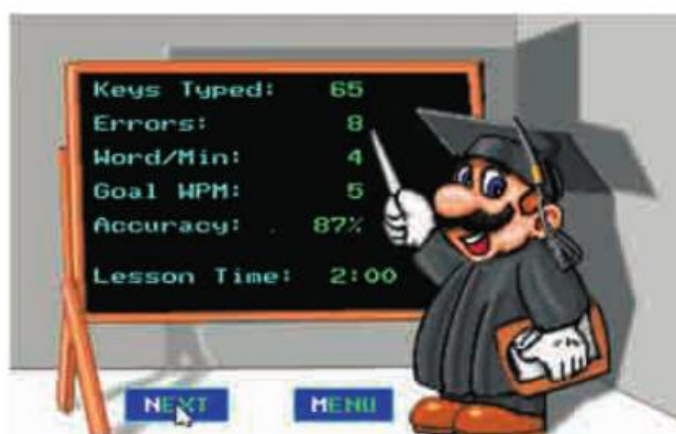 Keys Typed: 65
Errors: 8
Word/Min: 4
Goal WPM: 5
Accuracy: 87%
Lesson Time: 2:00
NEXT MENU